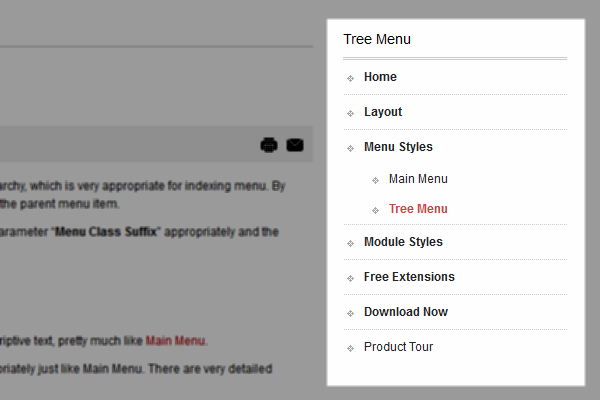 archy, which is very appropriate for indexing menu. By
the parent menu item.
arameter “Menu Class Suffix” appropriately and the
riptive text, pretty much like Main Menu.
riately just like Main Menu. There are very detailed
Tree Menu
Home
Layout
Menu Styles
Main Menu
Tree Menu
Module Styles
Free Extensions
Download Now
Product Tour